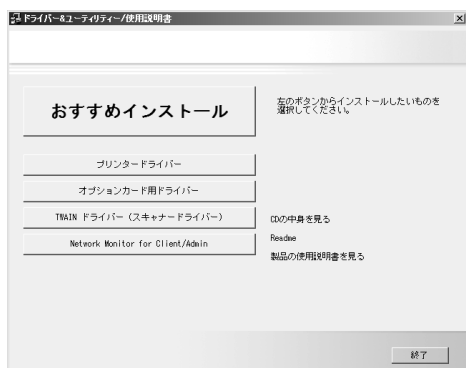 ドライバー&ユーティリティー/使用説明書
おすすめインストール
左のボタンからインストールしたいものを
選択してください。
プリンタードライバー
オプションカード用ドライバー
TWAIN ドライバー (スキャナードライバー)
Network Monitor for Client/Admin
CDの中身を見る
Readme
製品の使用説明書を見る
終了